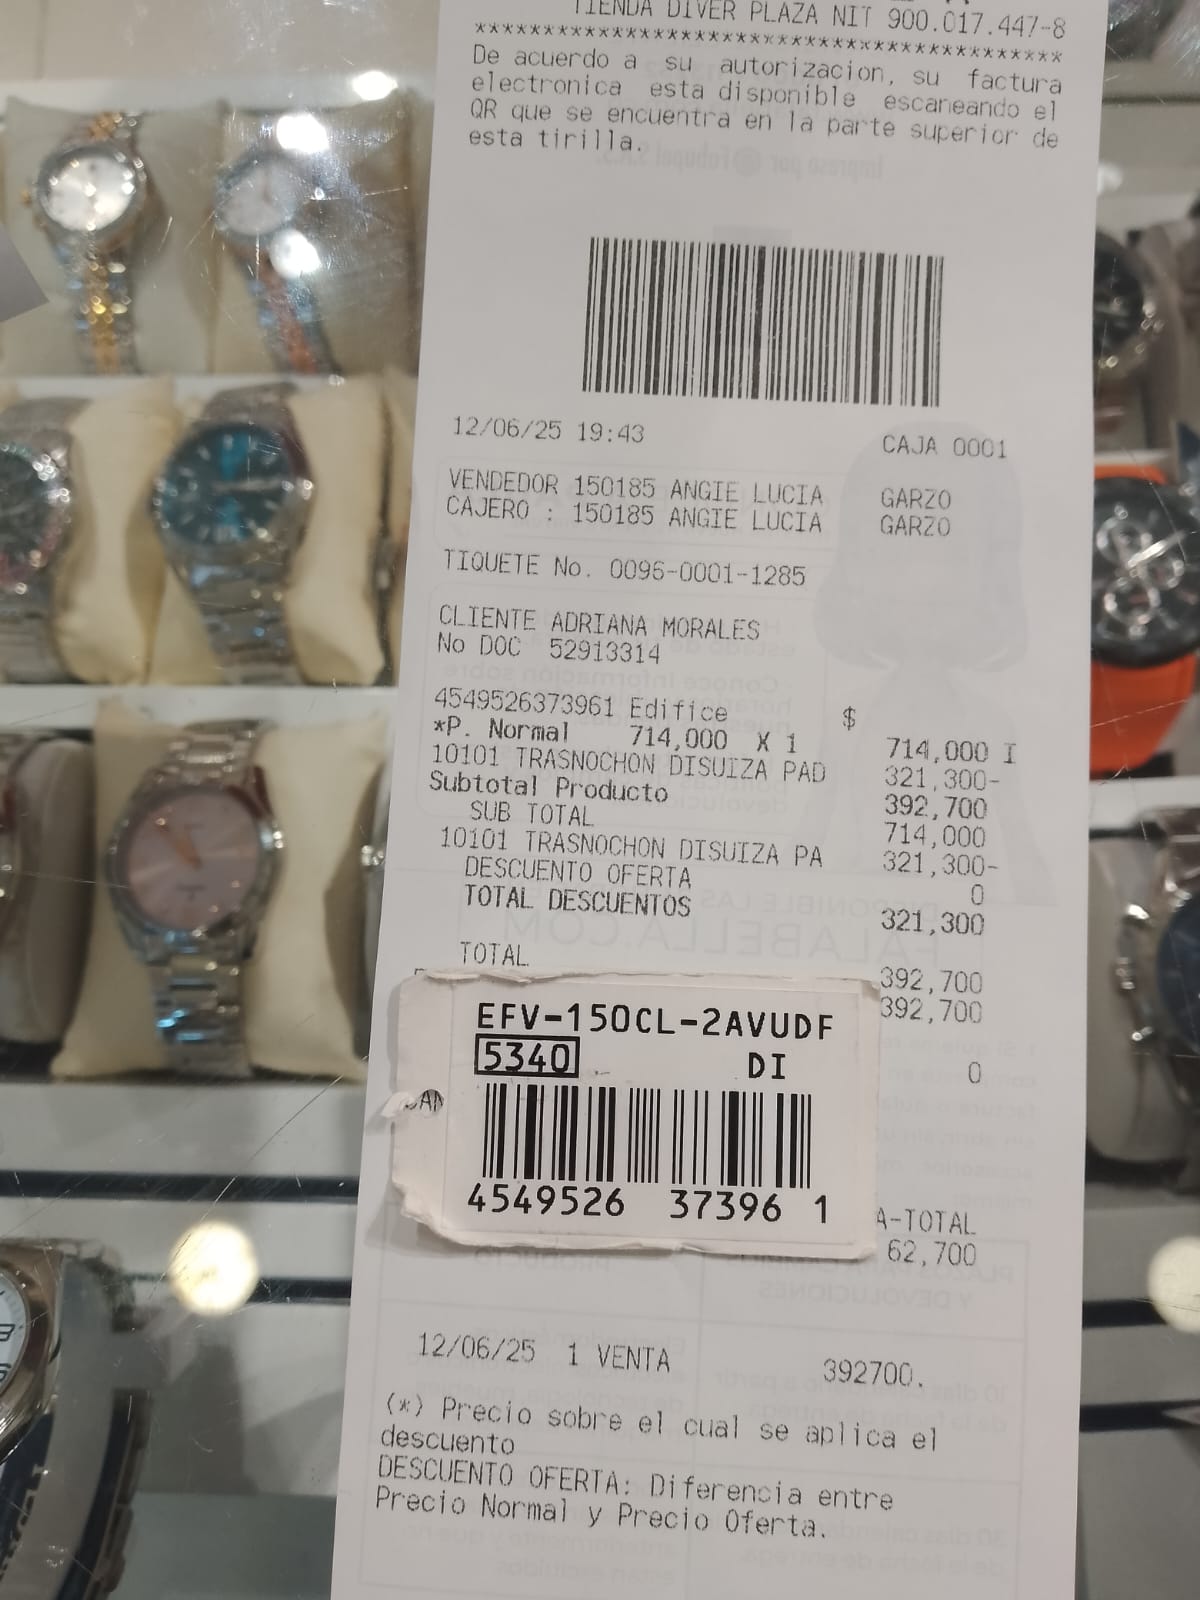 TIENDA DIVER PLAZA NIT 900.017.447-8
*******************************************
De acuerdo a su autorizacion, su factura
electronica esta disponible escaneando el
QR que se encuentra en la parte superior de
esta tirilla.
12/06/25 19:43 CAJA 0001
VENDEDOR 150185 ANGIE LUCIA GARZO
CAJERO : 150185 ANGIE LUCIA GARZO
TIQUETE No. 0096-0001-1285
CLIENTE ADRIANA MORALES
No DOC 52913314
4549526373961 Edifice $
*P. Normal 714,000 X 1 714,000 I
10101 TRASNOCHON DISUIZA PAD 321,300-
Subtotal Producto 392,700
SUB TOTAL 714,000
10101 TRASNOCHON DISUIZA PA 321,300-
DESCUENTO OFERTA 0
TOTAL DESCUENTOS 321,300
TOTAL 392,700
392,700
0
EFV-150CL-2AVUDF
5340 DI
4549526 37396 1
A-TOTAL
62,700
12/06/25 1 VENTA 392700.
(*) Precio sobre el cual se aplica el
descuento
DESCUENTO OFERTA: Diferencia entre
Precio Normal y Precio Oferta.